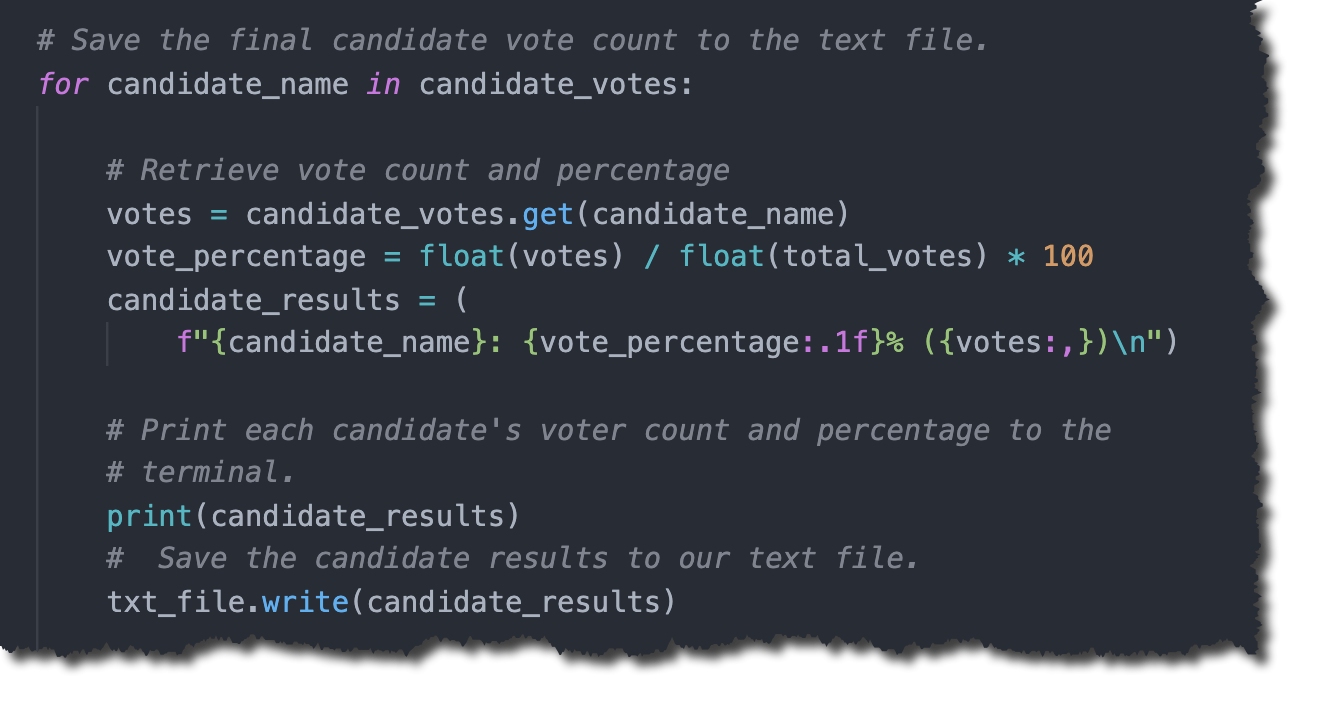 # Save the final candidate vote count to the text file.
for candidate_name in candidate_votes:
# Retrieve vote count and percentage
votes = candidate_votes.get(candidate_name)
vote_percentage = float(votes) / float(total_votes) * 100
candidate_results = (
f"{candidate_name}: {vote_percentage:.1f}% ({votes:,})\n")
# Print each candidate's voter count and percentage to the
# terminal.
print(candidate_results)
#  Save the candidate results to our text file.
txt_file.write(candidate_results)